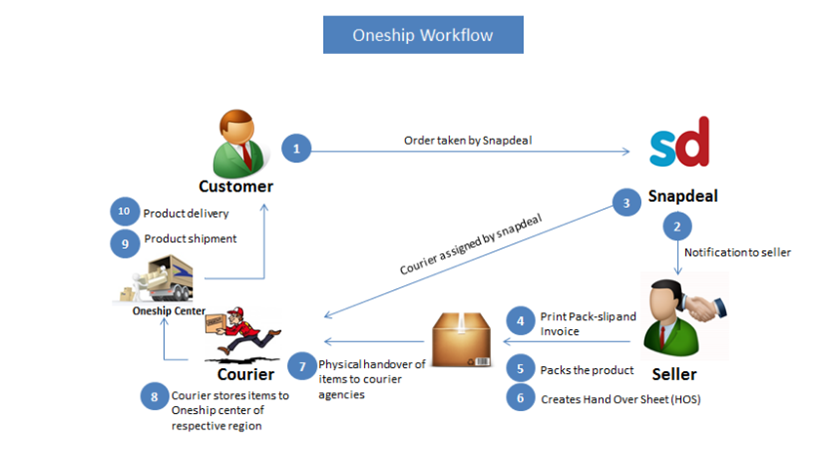 Oneship Workflow
1
Order taken by Snapdeal
sd
Customer
Snapdeal
10
Product delivery
9
Product shipment
3
Courier assigned by snapdeal
2
Notification to seller
Oneship Center
4
Print Pack-slip and
Invoice
Courier
7
Physical handover of
items to courier
agencies
5
Packs the product
Seller
8
Courier stores items to
Oneship center of
respective region
6
Creates Hand Over Sheet (HOS)